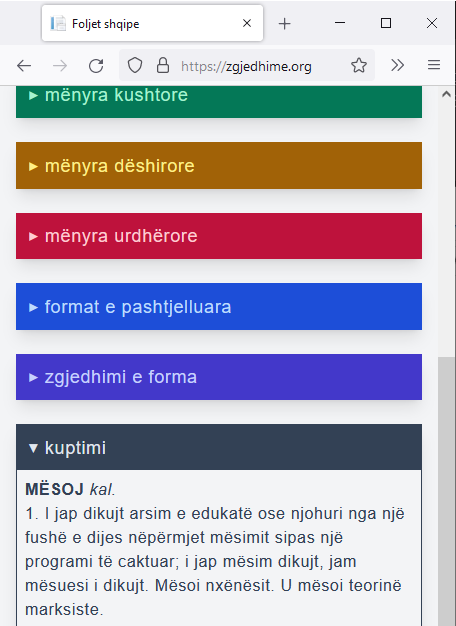 Foljet shqipe
https://zgjedhime.org
▸ mënyra kushtore
▸ mënyra dëshirore
▸ mënyra urdhërore
▸ format e pashtjelluara
▸ zgjedhimi e forma
▾ kuptimi
MËSOJ kal.
1. I jap dikujt arsim e edukatë ose njohuri nga një
fushë e dijes nëpërmjet mësimit sipas një
programi të caktuar; i jap mësim dikujt, jam
mësuesi i dikujt. Mësoi nxënësit. U mësoi teorinë
marksiste.